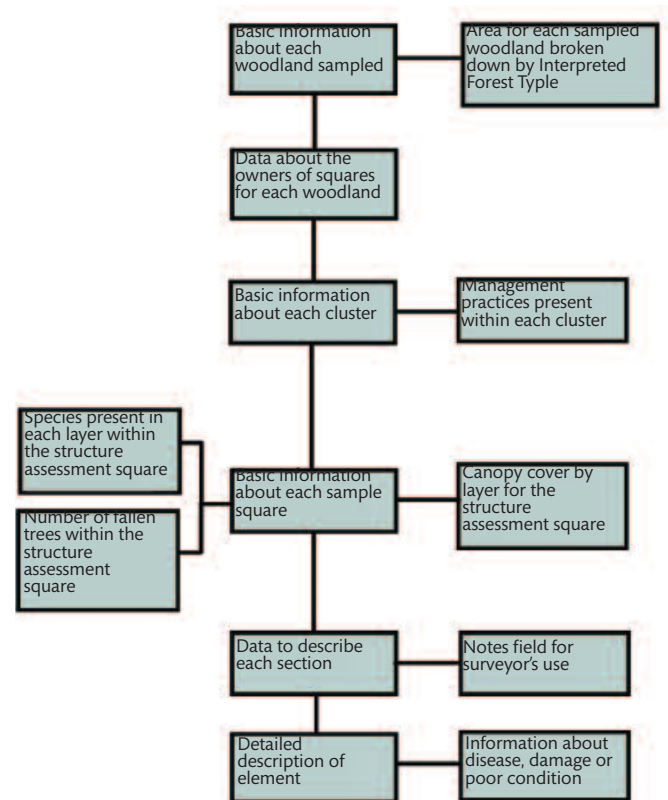 Basic information
about each
woodland sampled
Area for each sampled
woodland broken
down by Interpreted
Forest Typle
Data about the
owners of squares
for each woodland
Basic information
about each cluster
Management
practices present
within each cluster
Species present in
each layer within
the structure
assessment square
Number of fallen
trees within the
structure
assessment
square
Basic information
about each sample
square
Canopy cover by
layer for the
structure
assessment square
Data to describe
each section
Notes field for
surveyor's use
Detailed
description of
element
Information about
disease, damage or
poor condition